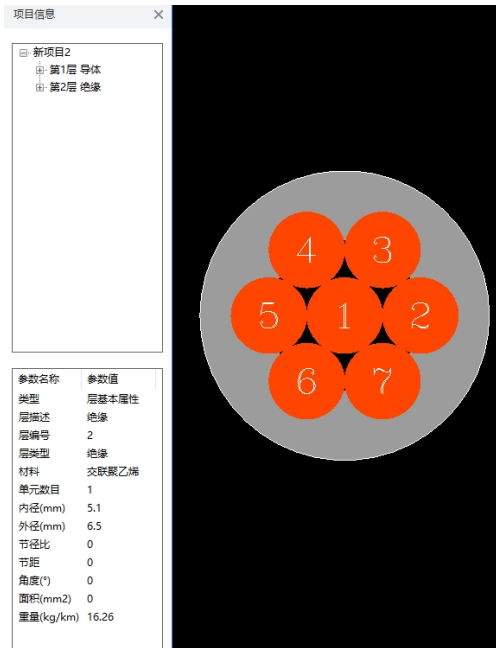 项目信息
新项目2
第1层 导体
第2层 绝缘
4 3
5 1 2
6 7
参数名称 参数值
类型 层基本属性
层描述 绝缘
层编号 2
层类型 绝缘
材料 交联聚乙烯
单元数目 1
内径(mm) 5.1
外径(mm) 6.5
节径比 0
节距 0
角度(°) 0
面积(mm2) 0
重量(kg/km) 16.26